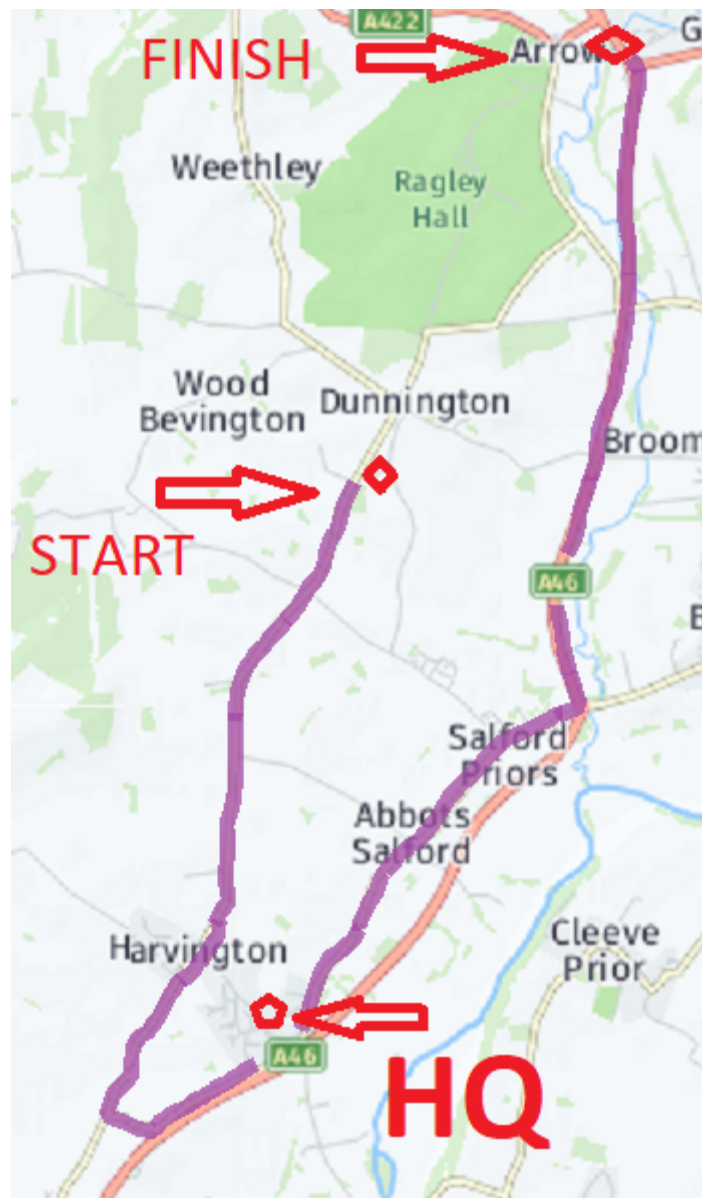 A422
FINISH
Arrow
G
Weethley
Ragley
Hall
Wood
Bevington
Dunnington
Broom
START
A46
B
Salford
Priors
Abbots
Salford
Harvington
Cleeve
Prior
A46
HQ